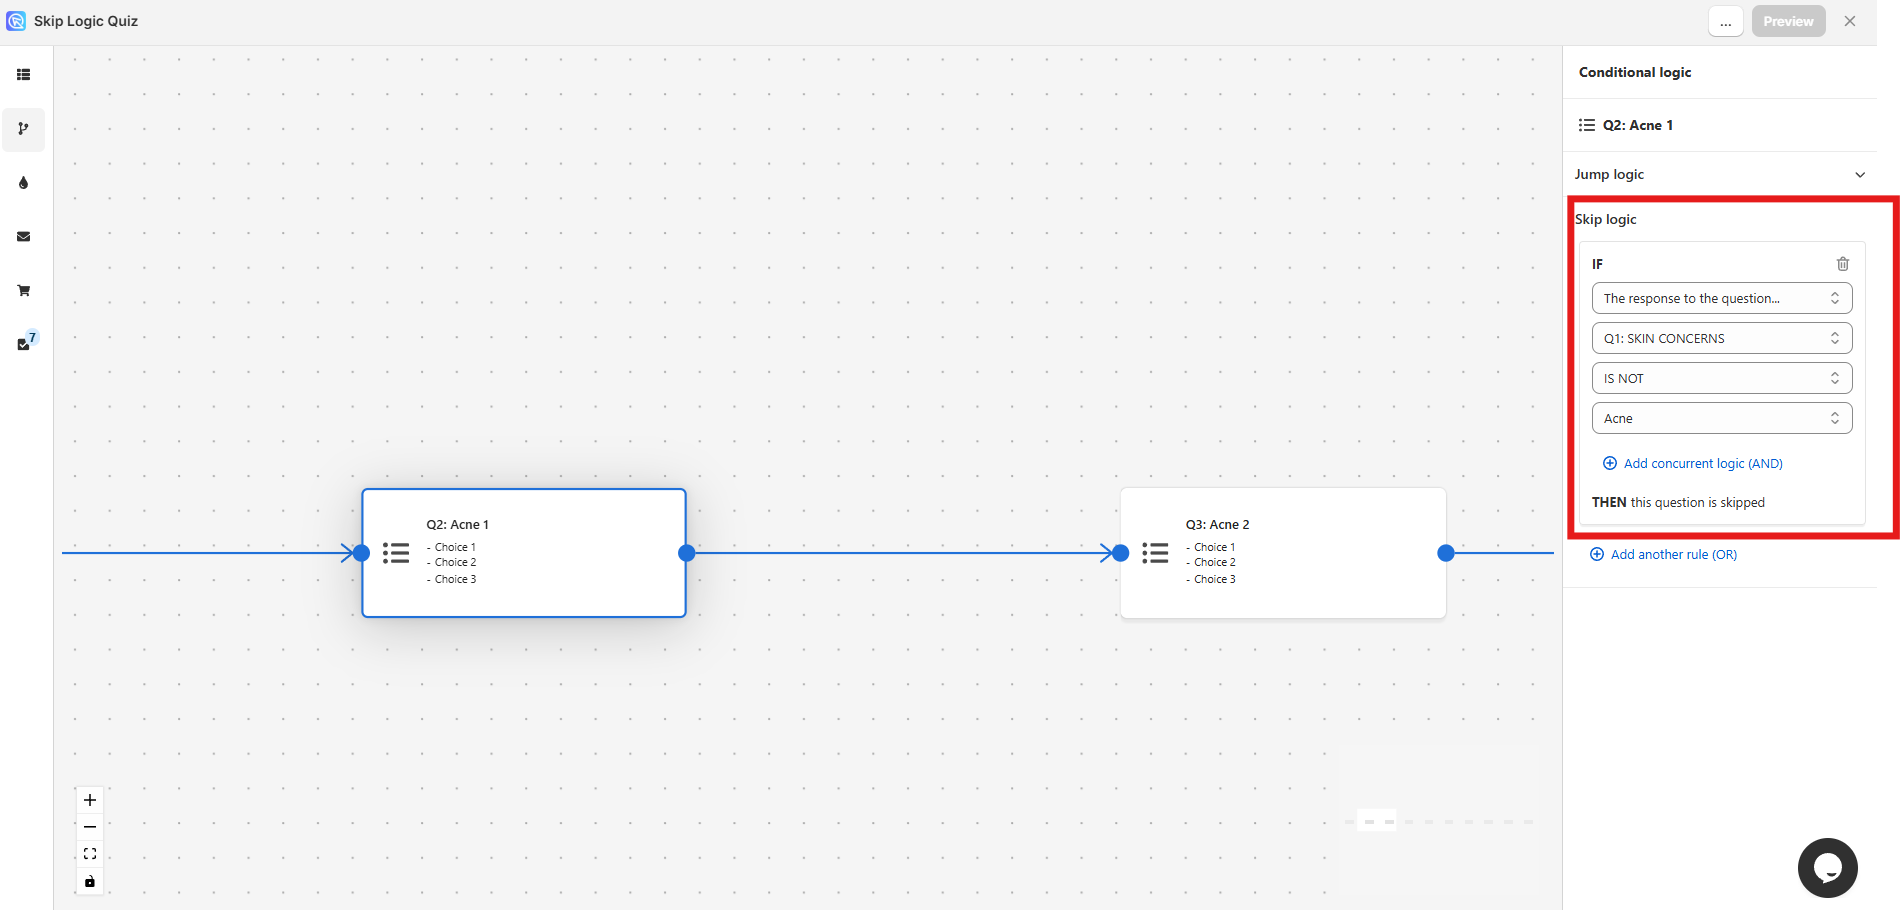 Skip Logic Quiz
...
Preview
7
Q2: Acne 1
- Choice 1
- Choice 2
- Choice 3
Q3: Acne 2
- Choice 1
- Choice 2
- Choice 3
Conditional logic
Q2: Acne 1
Jump logic
Skip logic
IF
The response to the question...
Q1: SKIN CONCERNS
IS NOT
Acne
Add concurrent logic (AND)
THEN this question is skipped
Add another rule (OR)